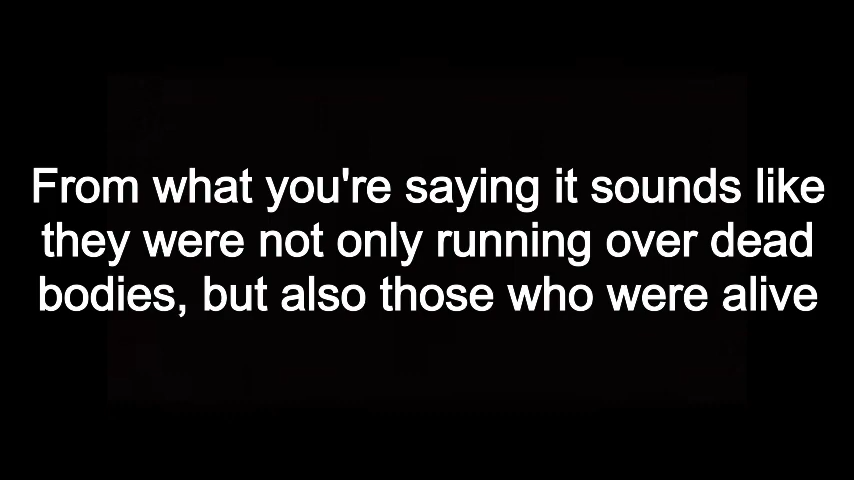 From what you're saying it sounds like
they were not only running over dead
bodies, but also those who were alive